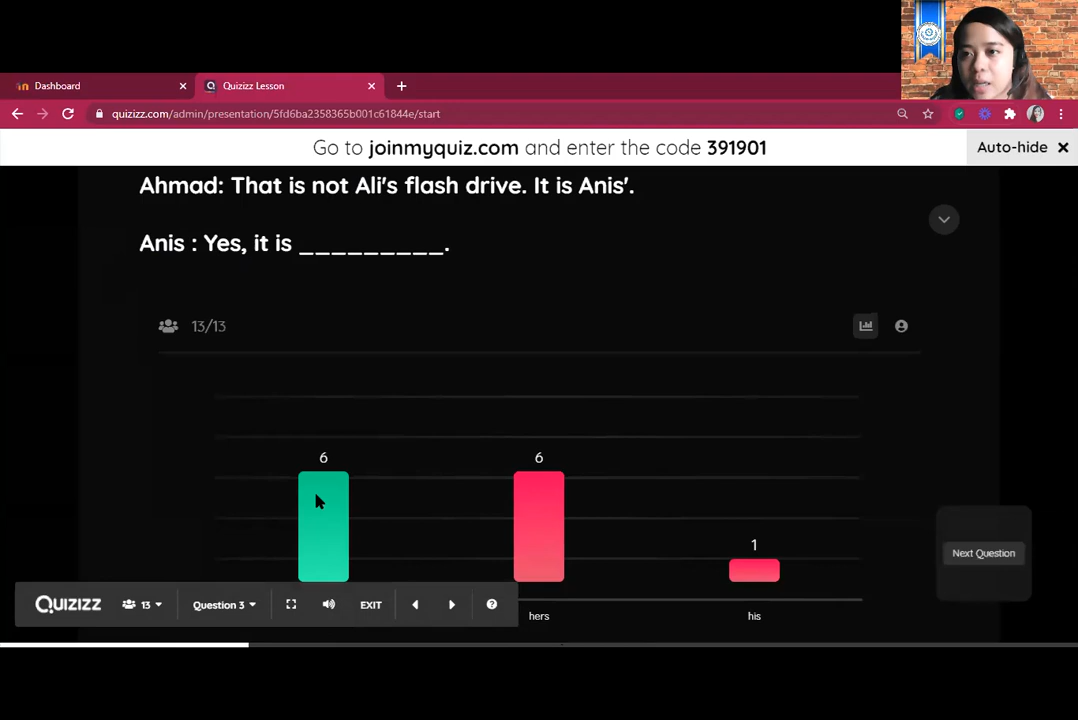 Dashboard
Quizizz Lesson
quizizz.com/admin/presentation/5fd6ba2358365b001c61844e/start
Go to joinmyquiz.com and enter the code 391901
Auto-hide
Ahmad: That is not Ali's flash drive. It is Anis'.
Anis : Yes, it is _________.
13/13
6
6
1
Next Question
Quizizz
13
Question 3
EXIT
hers
his